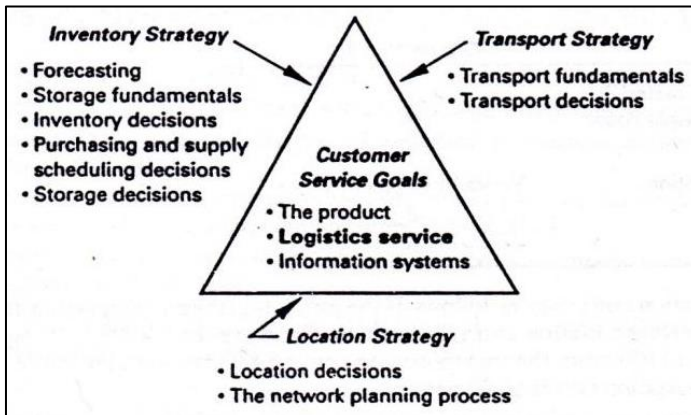 Inventory Strategy
• Forecasting
• Storage fundamentals
• Inventory decisions
• Purchasing and supply
scheduling decisions
• Storage decisions
Transport Strategy
• Transport fundamentals
• Transport decisions
Customer
Service Goals
• The product
• Logistics service
• Information systems
Location Strategy
• Location decisions
• The network planning process